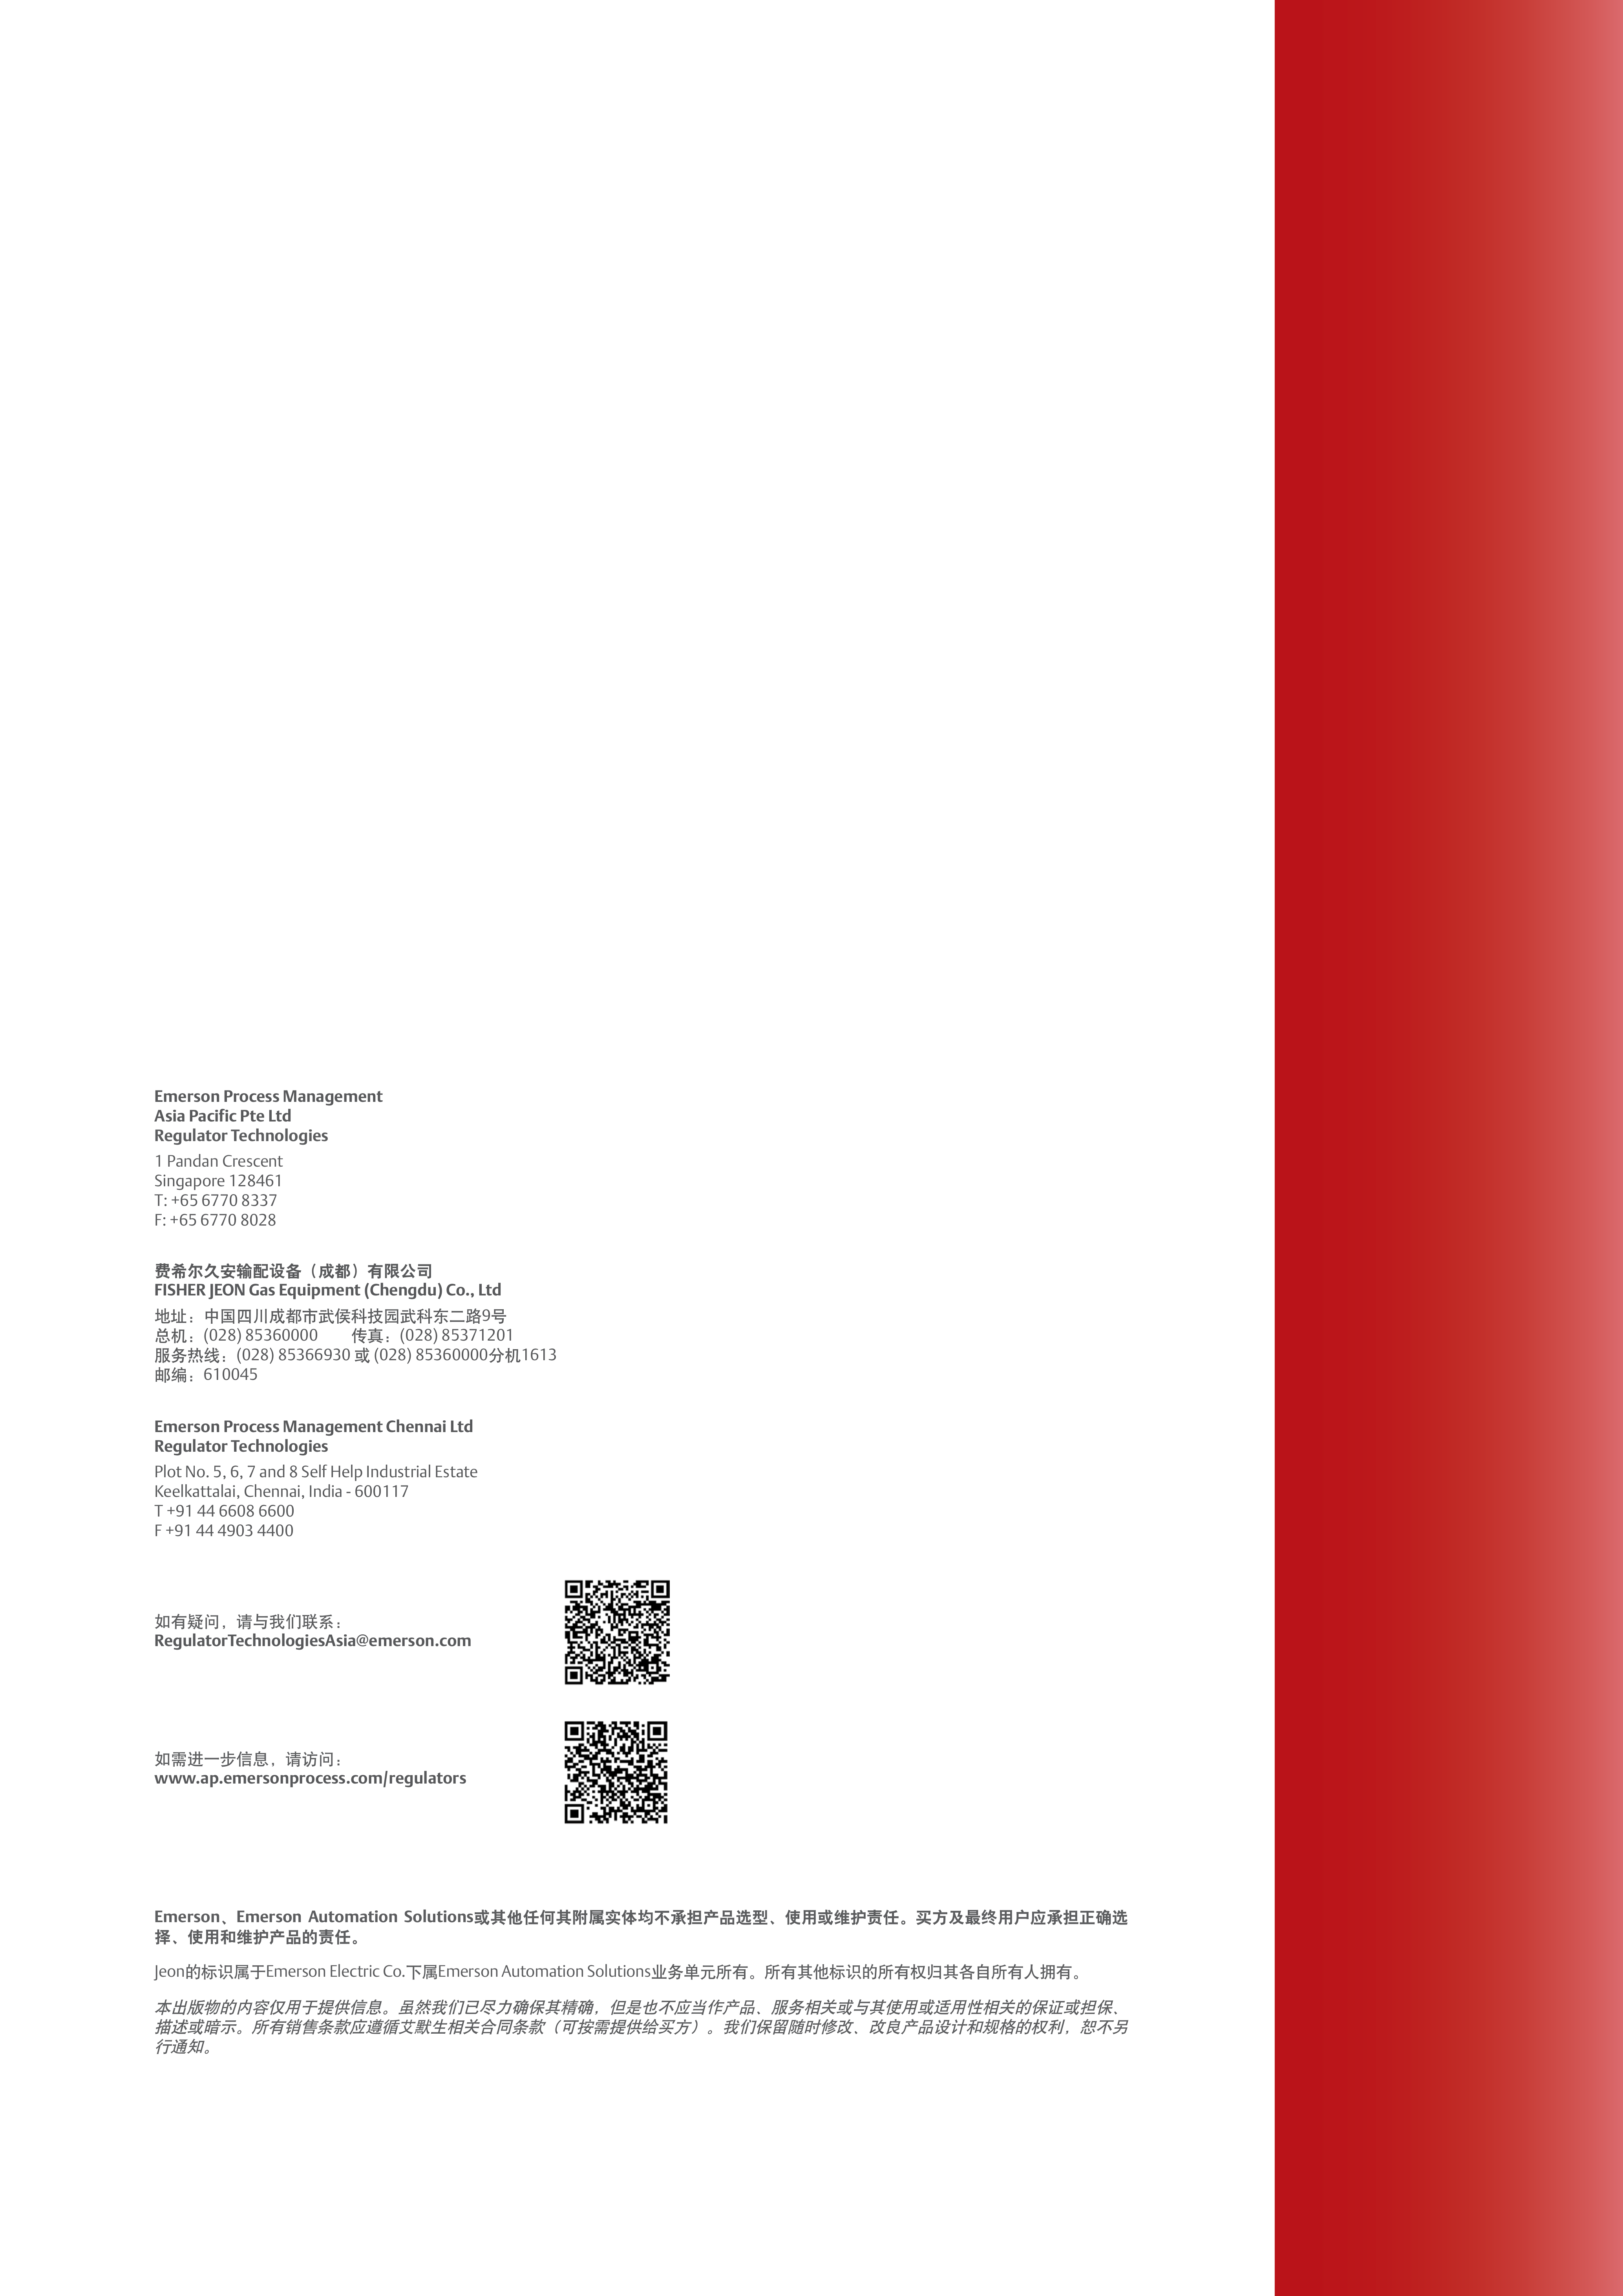 Emerson Process Management
Asia Pacific Pte Ltd
Regulator Technologies
1 Pandan Crescent
Singapore 128461
T: +65 6770 8337
F: +65 6770 8028
费希尔久安输配设备（成都）有限公司
FISHER JEON Gas Equipment (Chengdu) Co., Ltd
地址：中国四川成都市武侯科技园武科东二路9号
总机：(028) 85360000 传真：(028) 85371201
服务热线：(028) 85366930 或 (028) 85360000分机1613
邮编：610045
Emerson Process Management Chennai Ltd
Regulator Technologies
Plot No. 5, 6, 7 and 8 Self Help Industrial Estate
Keelkattalai, Chennai, India - 600117
T +91 44 6608 6600
F +91 44 4903 4400
如有疑问，请与我们联系：
RegulatorTechnologiesAsia@emerson.com
如需进一步信息，请访问：
www.ap.emersonprocess.com/regulators
Emerson、Emerson Automation Solutions或其他任何其附属实体均不承担产品选型、使用或维护责任。买方及最终用户应承担正确选
择、使用和维护产品的责任。
Jeon的标识属于Emerson Electric Co.下属Emerson Automation Solutions业务单元所有。所有其他标识的所有权归其各自所有人拥有。
本出版物的内容仅用于提供信息。虽然我们已尽力确保其精确，但是也不应当作产品、服务相关或与其使用或适用性相关的保证或担保、
描述或暗示。所有销售条款应遵循艾默生相关合同条款（可按需提供给买方）。我们保留随时修改、改良产品设计和规格的权利，恕不另
行通知。